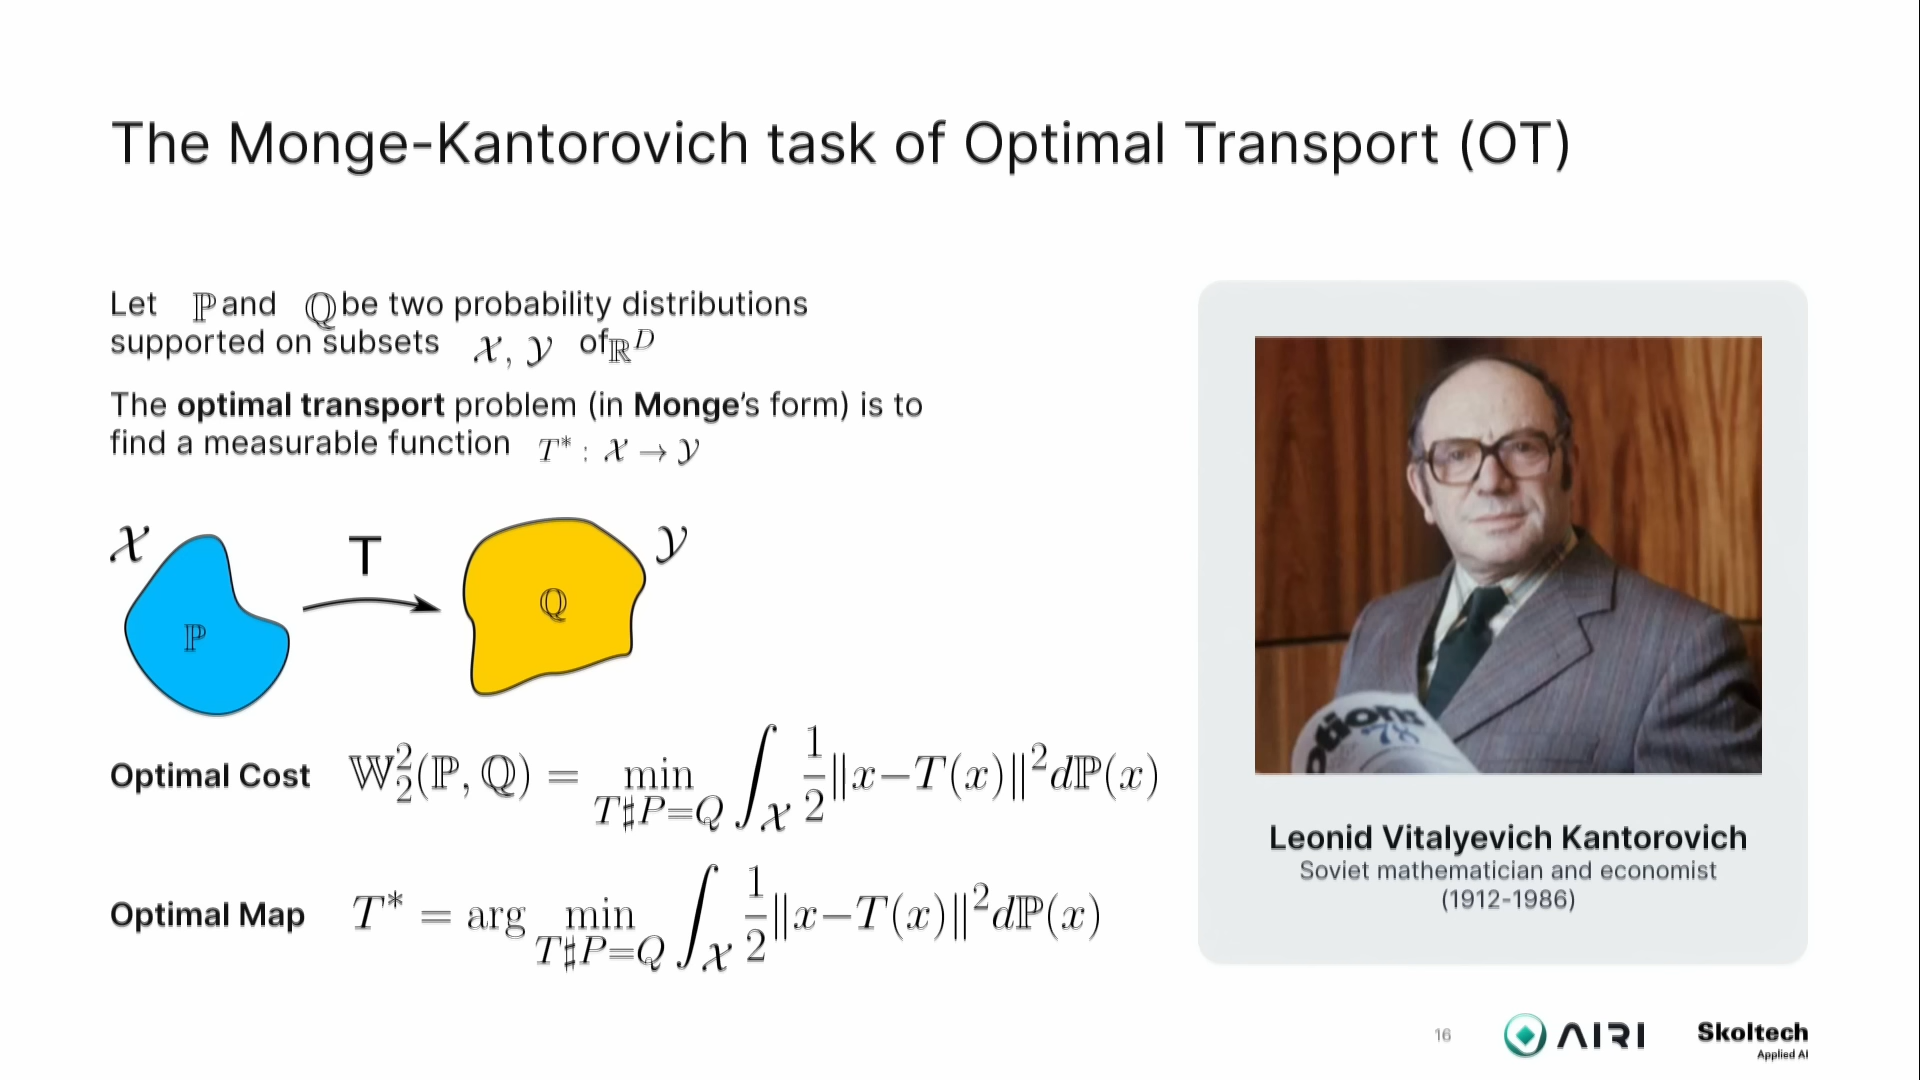 The Monge-Kantorovich task of Optimal Transport (OT)
Let ℙ and ℚ be two probability distributions
supported on subsets 𝒳, 𝒴 of ℝ^D
The optimal transport problem (in Monge's form) is to
find a measurable function T* : 𝒳 → 𝒴
𝒳
T
𝒴
ℙ
ℚ
Optimal Cost 𝕎₂²(ℙ, ℚ) = min_{T♯P=Q} ∫_𝒳 1/2 ‖x−T(x)‖² dℙ(x)
Optimal Map T* = arg min_{T♯P=Q} ∫_𝒳 1/2 ‖x−T(x)‖² dℙ(x)
otions
78
Leonid Vitalyevich Kantorovich
Soviet mathematician and economist
(1912-1986)
16
AIRI
Skoltech
Applied AI